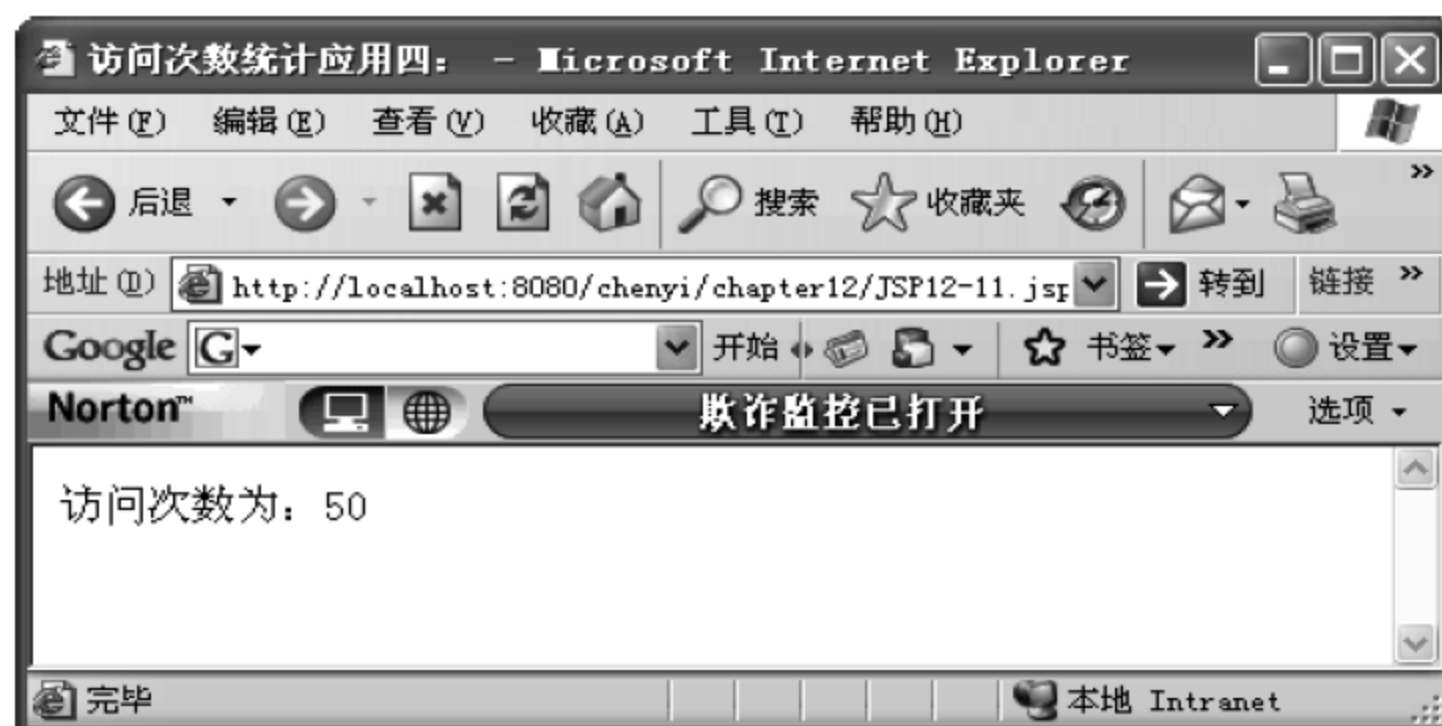 访问次数统计应用四： - Microsoft Internet Explorer
文件(F) 编辑(E) 查看(V) 收藏(A) 工具(T) 帮助(H)
后退 搜索 收藏夹 »
地址(D) http://localhost:8080/chenyi/chapter12/JSP12-11.jsp 转到 链接 »
Google G 开始 书签 » 设置
Norton™ 欺诈监控已打开 选项
访问次数为：50
完毕 本地 Intranet